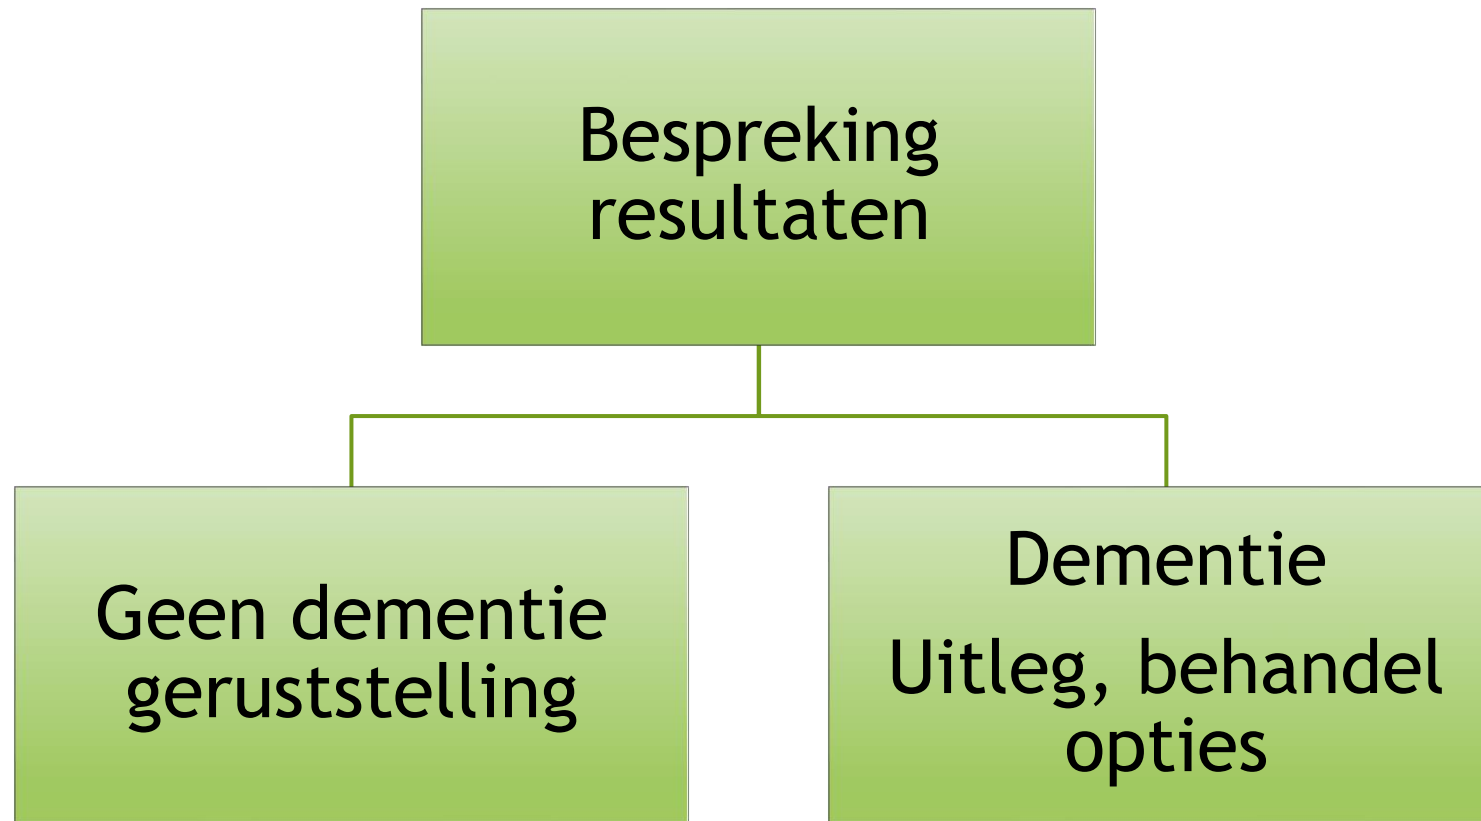 Bespreking
resultaten
Geen dementie
geruststelling
Dementie
Uitleg, behandel
opties